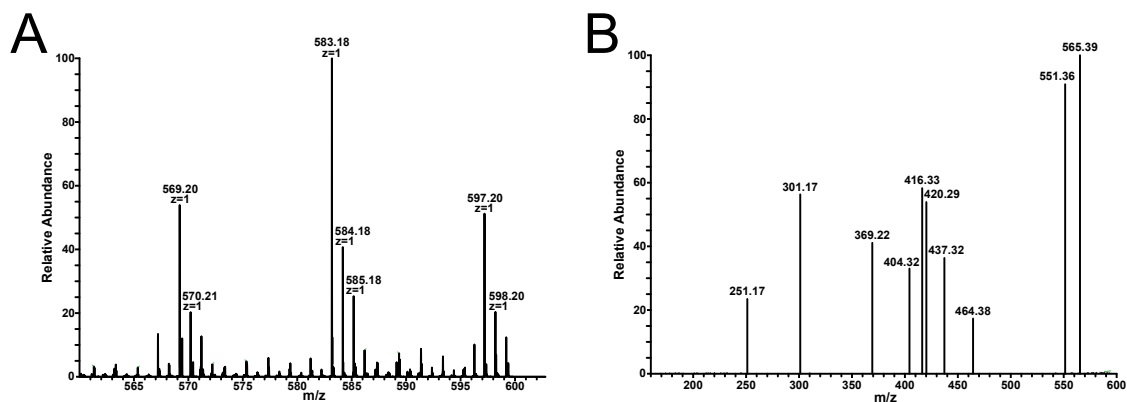 A
583.18
z=1
100
80
60
40
20
0
Relative Abundance
569.20
z=1
570.21
z=1
584.18
z=1
585.18
z=1
597.20
z=1
598.20
z=1
565 570 575 580 585 590 595 600
m/z
B
565.39
551.36
100
80
60
40
20
0
Relative Abundance
301.17
416.33
420.29
369.22
404.32
437.32
251.17
464.38
200 250 300 350 400 450 500 550 600
m/z